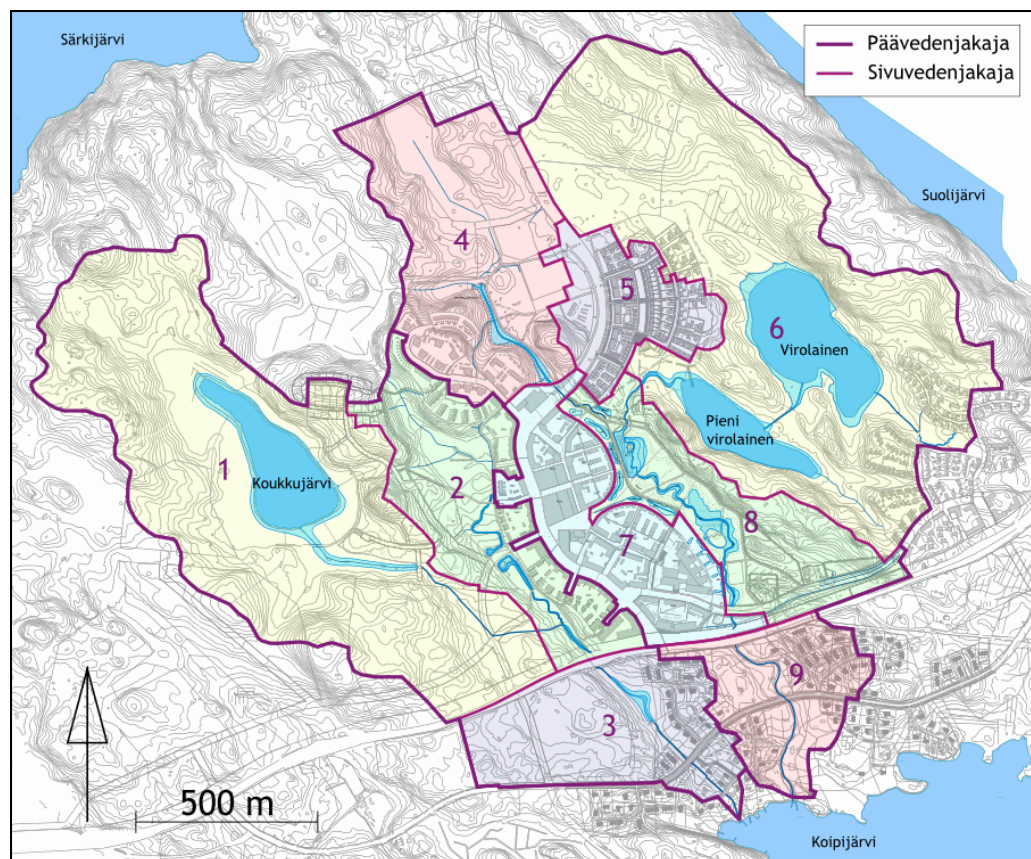 Särkijärvi
Päävedenjakaja
Sivuvedenjakaja
Suolijärvi
4
5
6
Virolainen
Pieni
virolainen
1
Koukkujärvi
2
8
7
9
3
500 m
Koipijärvi